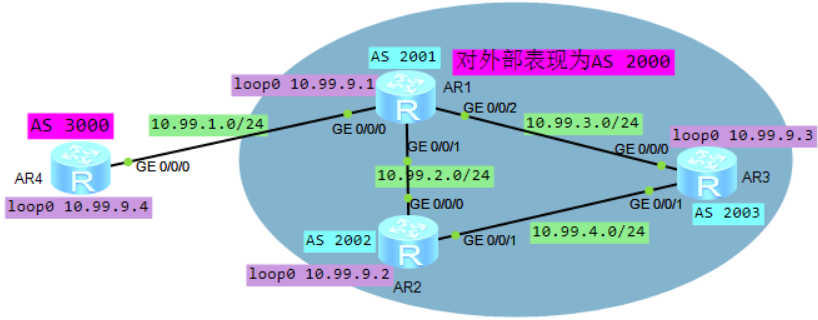 AS 2001
对外部表现为AS 2000
loop0 10.99.9.1
AR1
R
AS 3000
10.99.1.0/24
GE 0/0/0
GE 0/0/2
10.99.3.0/24
loop0 10.99.9.3
GE 0/0/1
GE 0/0/0
GE 0/0/0
AR4
R
10.99.2.0/24
R
AR3
loop0 10.99.9.4
GE 0/0/0
GE 0/0/1
AS 2003
AS 2002
R
GE 0/0/1
10.99.4.0/24
loop0 10.99.9.2
AR2